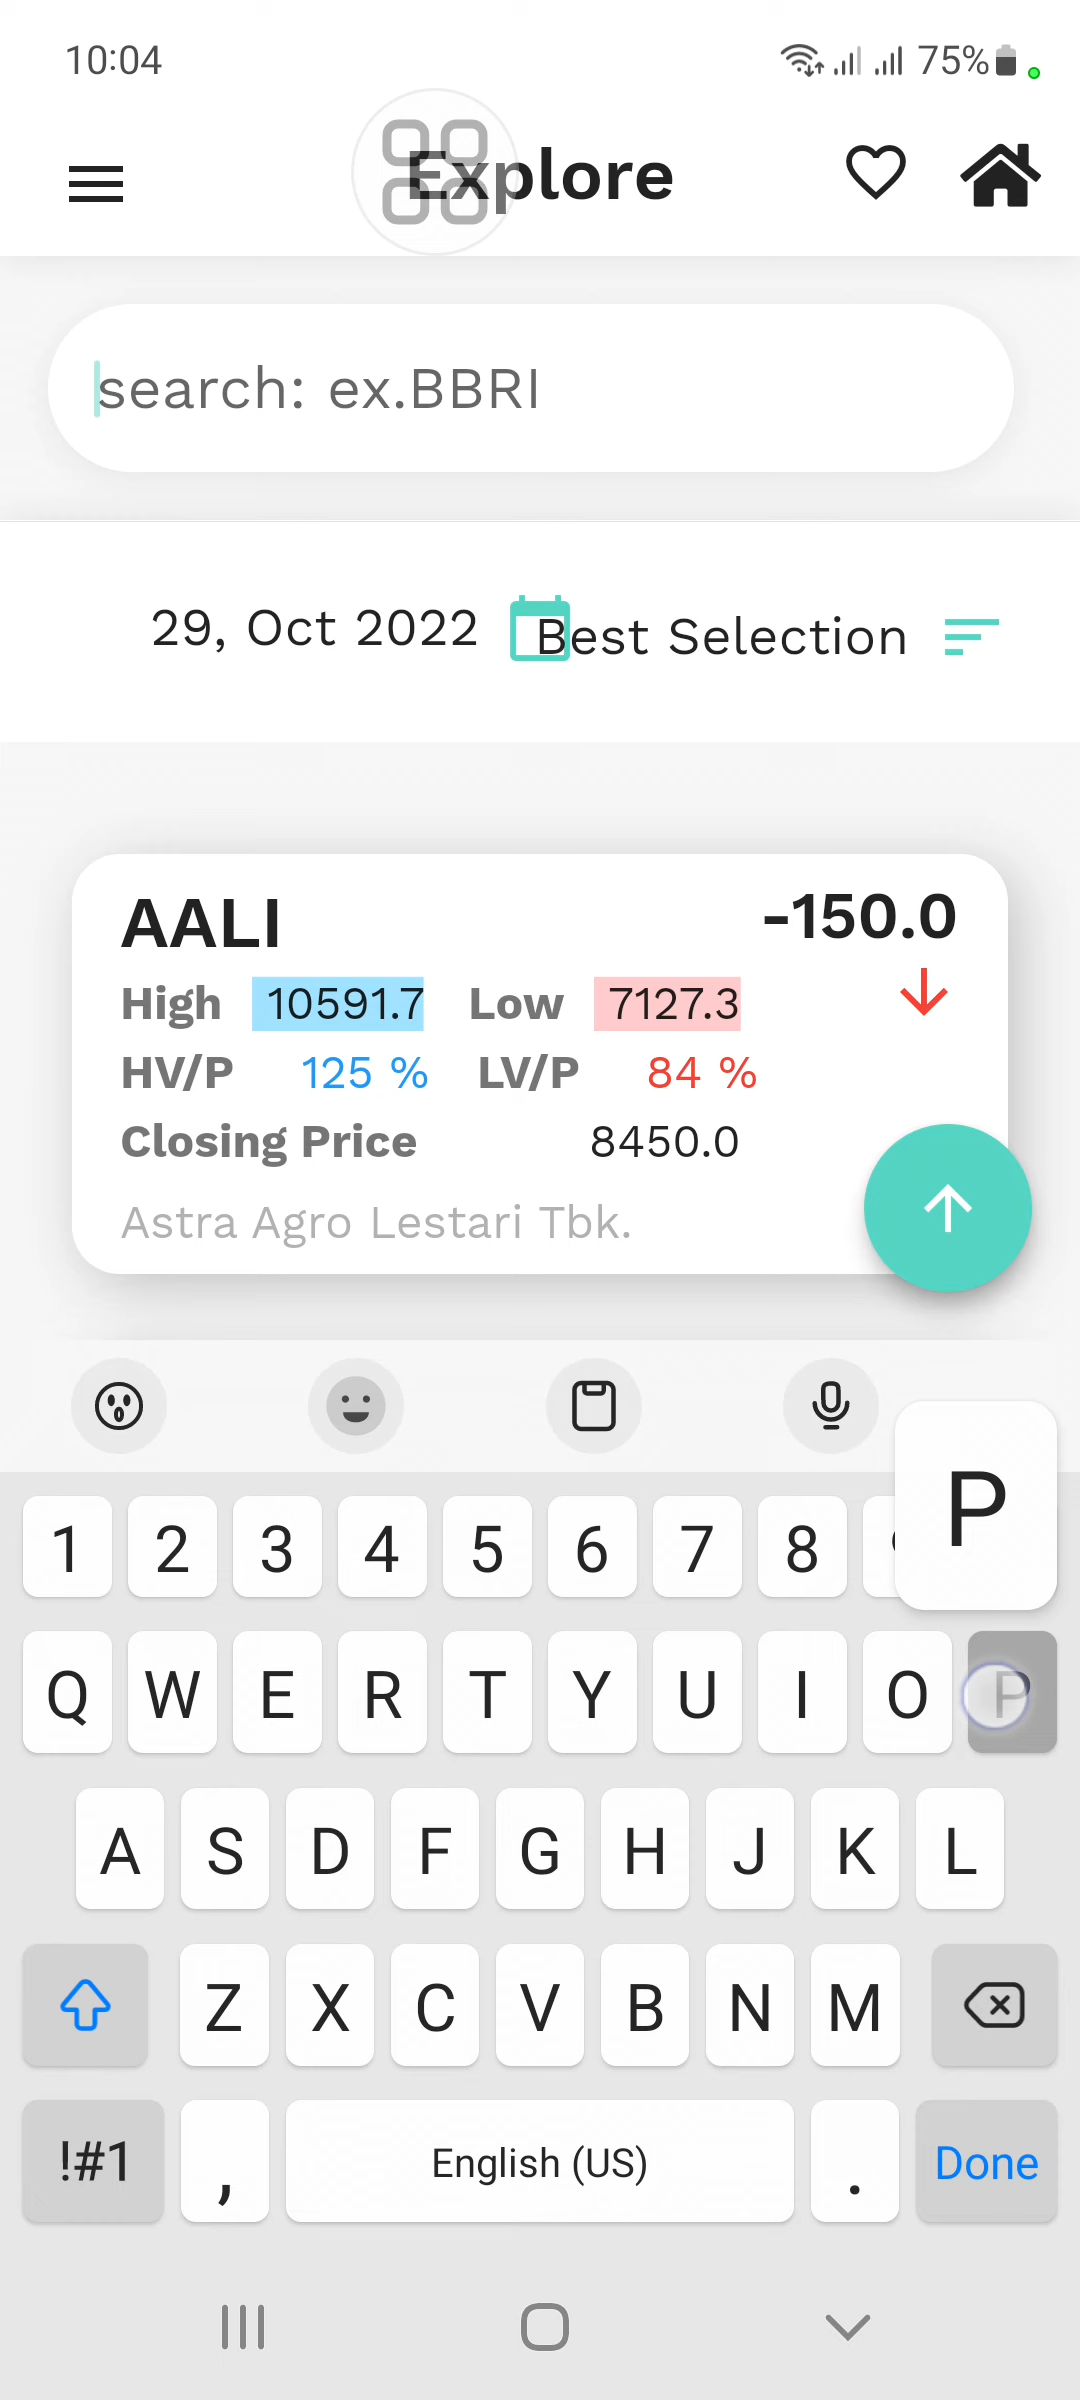 10:04
75%
Explore
search: ex.BBRI
29, Oct 2022
Best Selection
AALI
-150.0
High 10591.7 Low 7127.3
HV/P 125 % LV/P 84 %
Closing Price 8450.0
Astra Agro Lestari Tbk.
P
1 2 3 4 5 6 7 8
Q W E R T Y U I O P
A S D F G H J K L
Z X C V B N M
!#1 , English (US) . Done